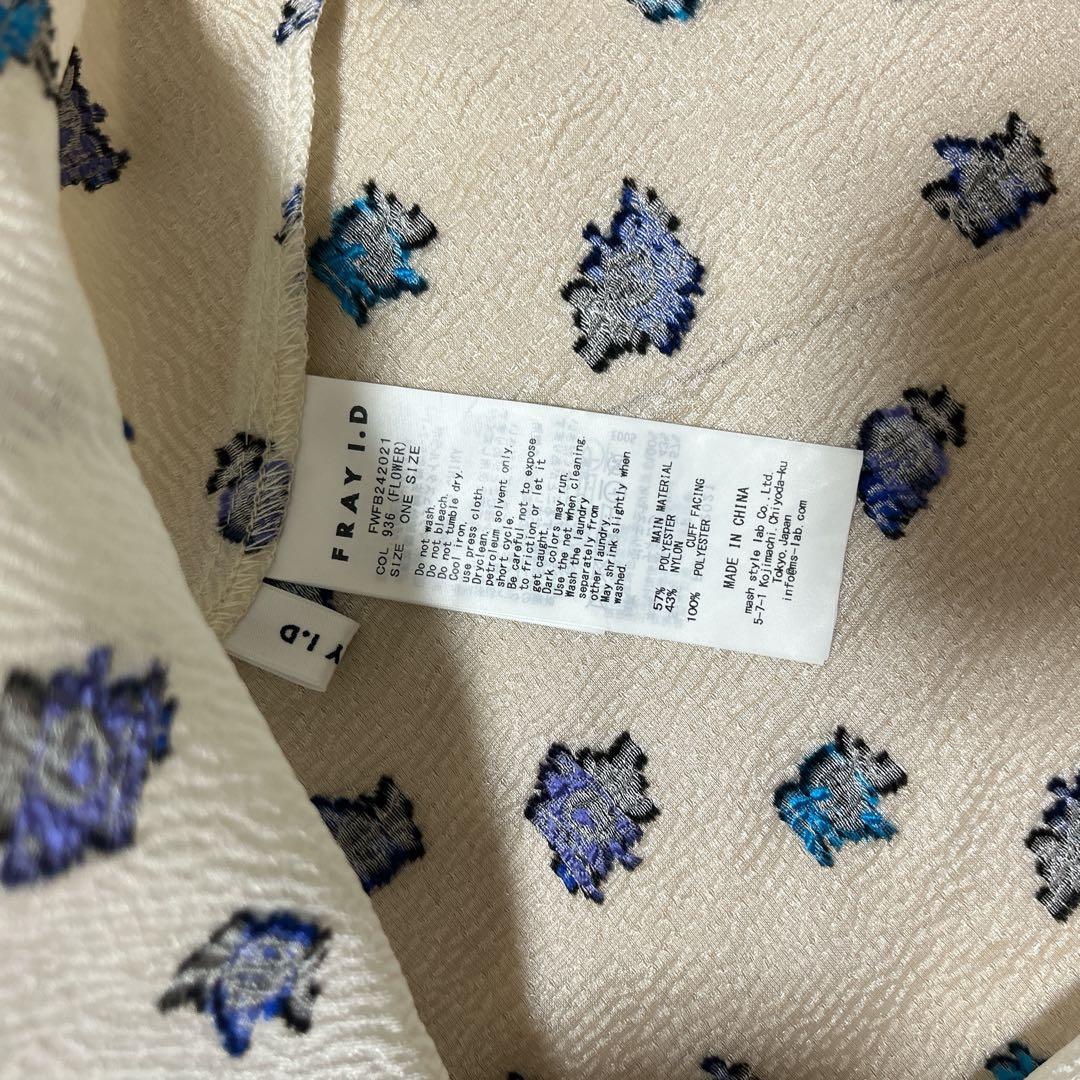 FRAY I.D
FWFB242021
COL 936 (FLOWER)
SIZE ONE SIZE
Do not wash.
Do not bleach.
Do not tumble dry.
Cool iron.
use press cloth.
Dryclean.
petroleum solvent only.
short cycle.
Be careful not to expose
to friction or let it
get caught.
Dark colors may run.
Use the net when cleaning.
Wash the laundry
separately from
other laundry.
May shrink slightly when
washed.
MAIN MATERIAL
57% POLYESTER
43% NYLON
CUFF FACING
100% POLYESTER
MADE IN CHINA
mash style lab Co., Ltd.
5-7-1 Kojimachi, Chiyoda-ku
Tokyo, Japan
info@ms-lab.com
Y I.D